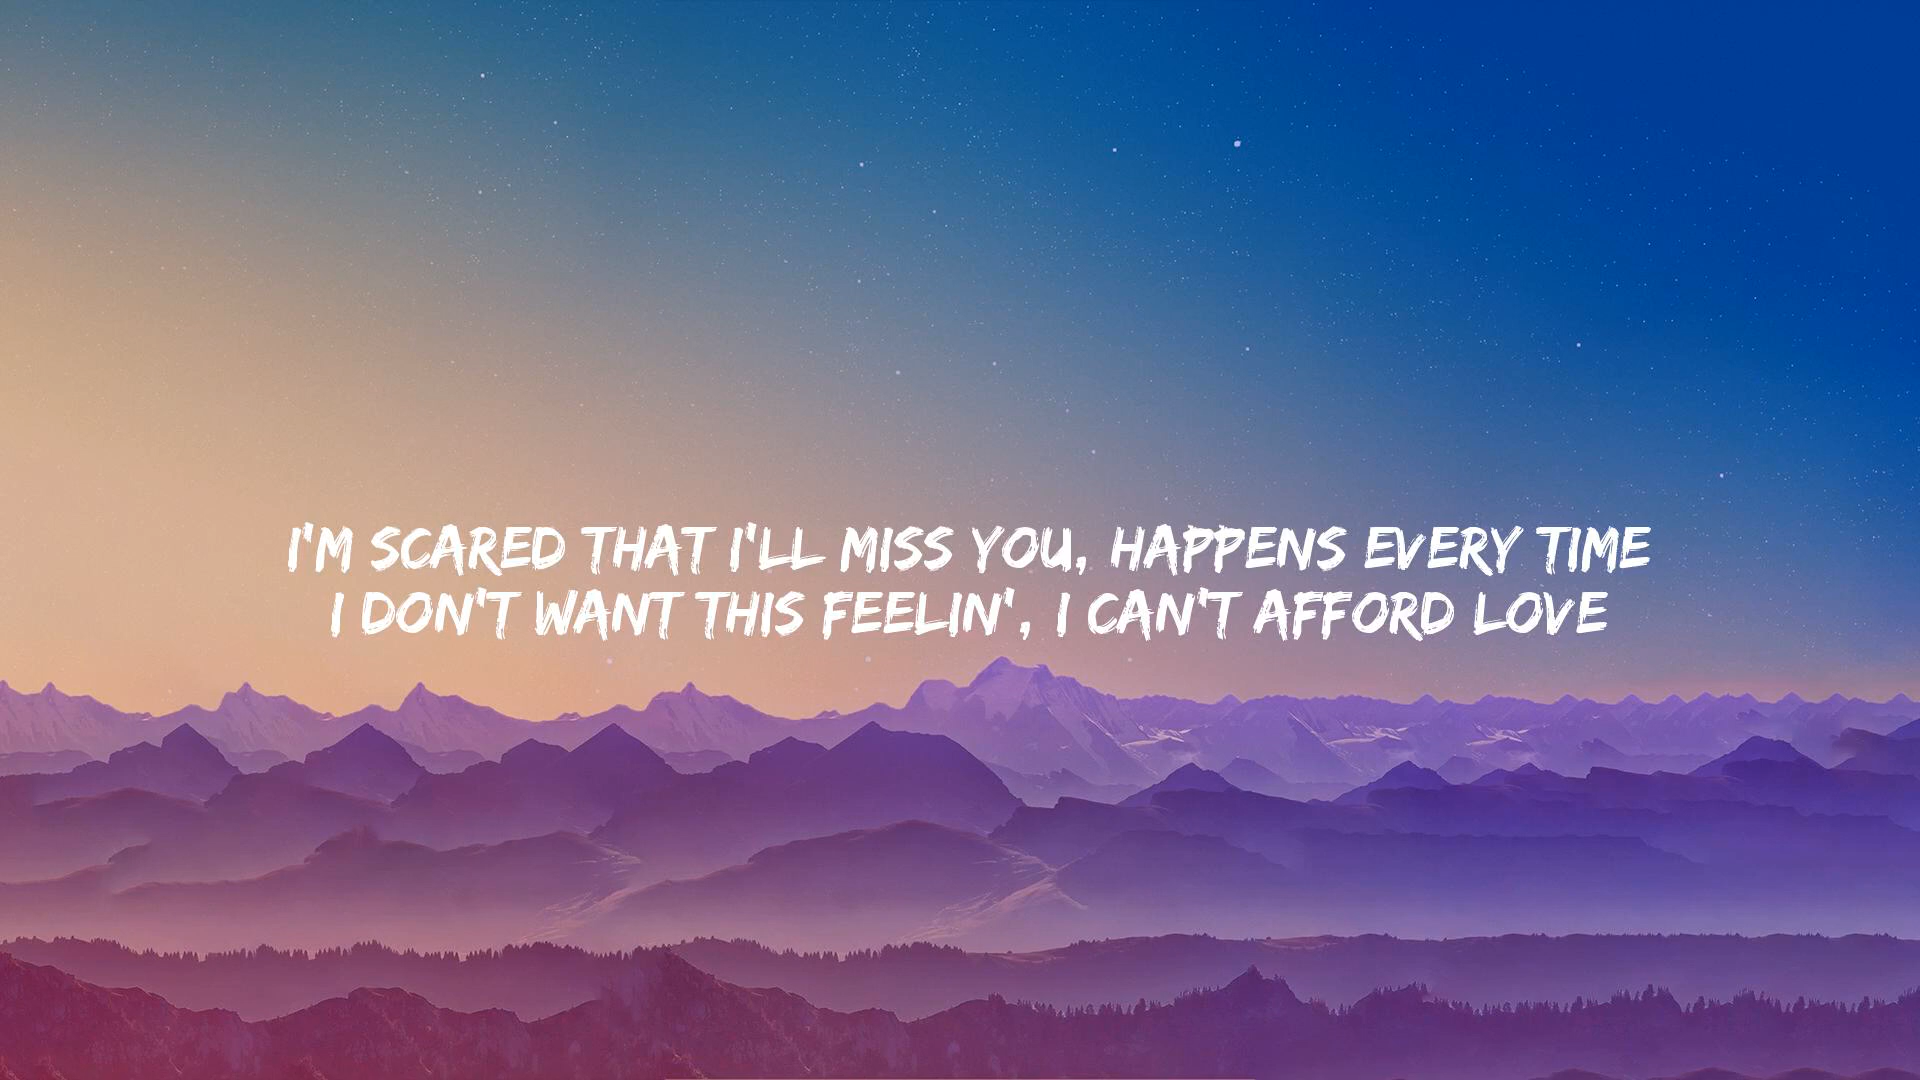 I'M SCARED THAT I'LL MISS YOU, HAPPENS EVERY TIME
I DON'T WANT THIS FEELIN', I CAN'T AFFORD LOVE